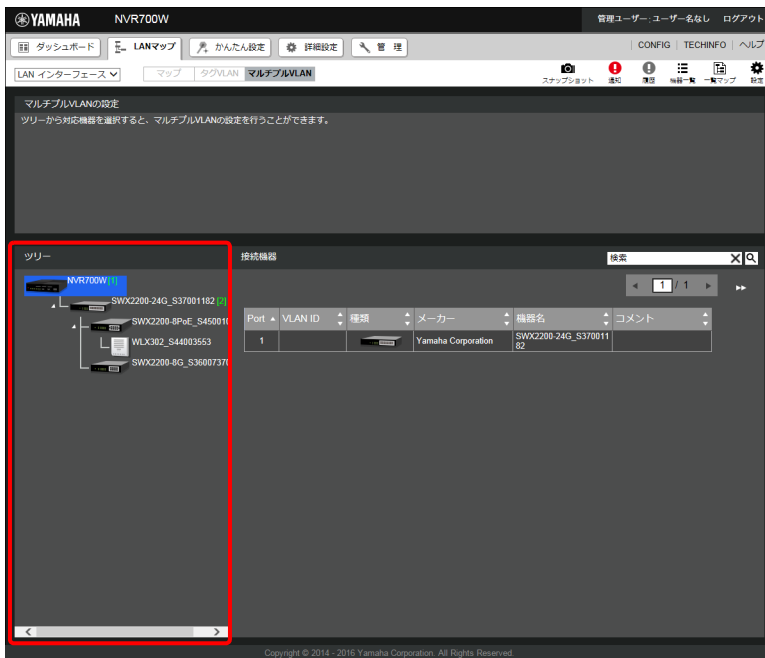 YAMAHA NVR700W 管理ユーザー:ユーザー名なし ログアウト
ダッシュボード LANマップ かんたん設定 詳細設定 管 理 CONFIG TECHINFO ヘルプ
LAN インターフェース マップ タグVLAN マルチプルVLAN スナップショット 通知 履歴 機器一覧 一覧マップ 設定
マルチプルVLANの設定
ツリーから対応機器を選択すると、マルチプルVLANの設定を行うことができます。
ツリー
NVR700W [1]
SWX2200-24G_S37001182 [2]
SWX2200-8PoE_S450010
WLX302_S44003553
SWX2200-8G_S36007370
接続機器 検索
1 / 1
Port VLAN ID 種類 メーカー 機器名 コメント
1 Yamaha Corporation SWX2200-24G_S370011
82
Copyright © 2014 - 2016 Yamaha Corporation. All Rights Reserved.